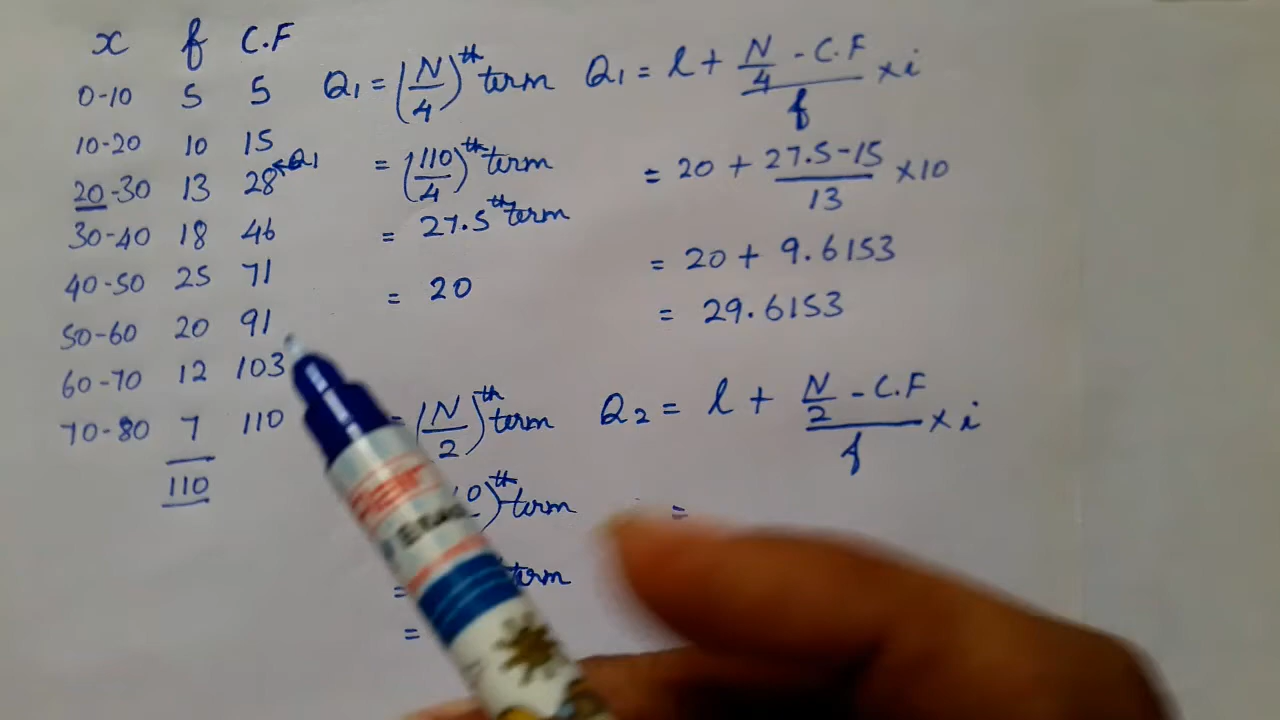 x f C.F
0-10 5 5
10-20 10 15
20-30 13 28 ← Q1
30-40 18 46
40-50 25 71
50-60 20 91
60-70 12 103
70-80 7 110
110
Q1 = (N/4)th term
= (110/4)th term
= 27.5th term
= 20
Q1 = l + (N/4 - C.F)/f × i
= 20 + (27.5-15)/13 × 10
= 20 + 9.6153
= 29.6153
= (N/2)th term
0)th term
= term
=
Q2 = l + (N/2 - C.F)/f × i
=